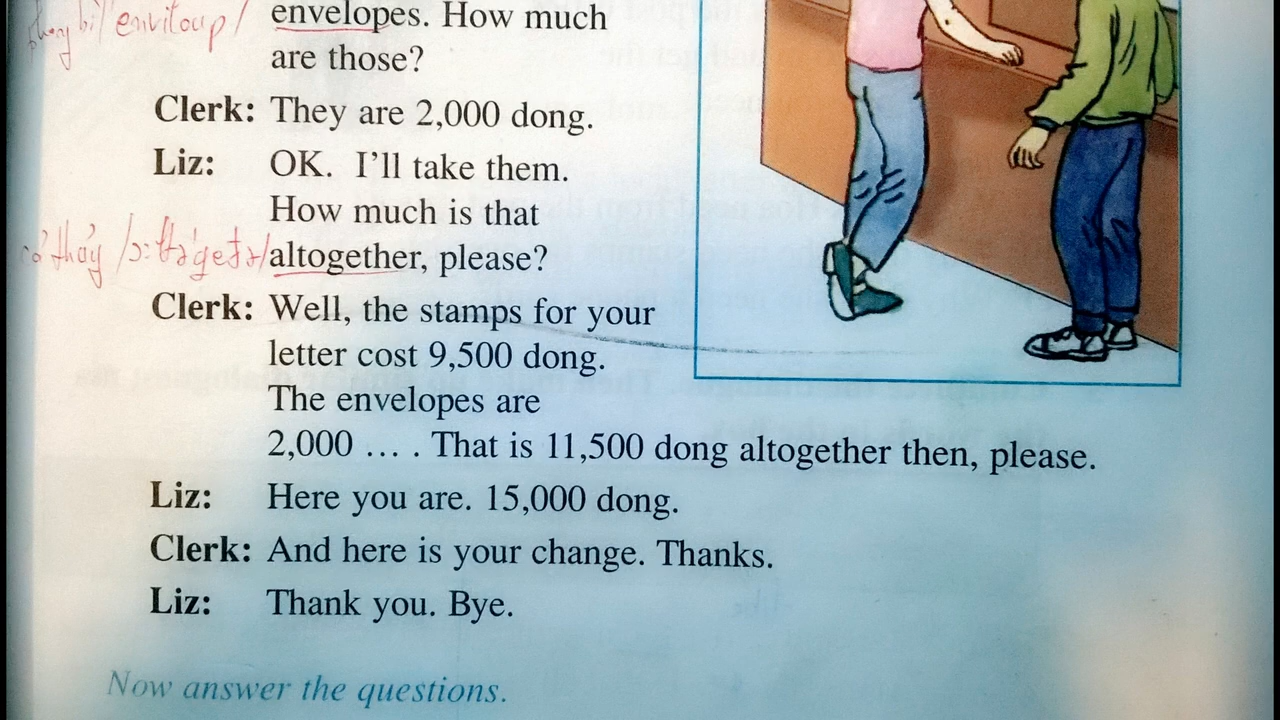 envelopes. How much
are those?
Clerk: They are 2,000 dong.
Liz: OK. I'll take them.
How much is that
altogether, please?
Clerk: Well, the stamps for your
letter cost 9,500 dong.
The envelopes are
2,000 ... . That is 11,500 dong altogether then, please.
Liz: Here you are. 15,000 dong.
Clerk: And here is your change. Thanks.
Liz: Thank you. Bye.
Now answer the questions.